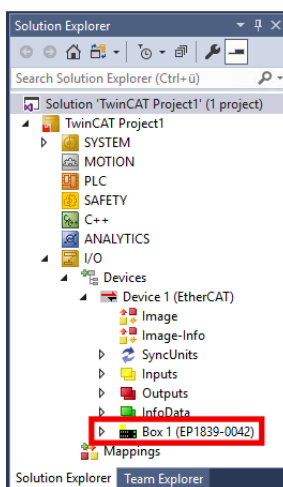 Solution Explorer
Search Solution Explorer (Ctrl+ü)
Solution 'TwinCAT Project1' (1 project)
TwinCAT Project1
SYSTEM
MOTION
PLC
SAFETY
C++
ANALYTICS
I/O
Devices
Device 1 (EtherCAT)
Image
Image-Info
SyncUnits
Inputs
Outputs
InfoData
Box 1 (EP1839-0042)
Mappings
Solution Explorer Team Explorer